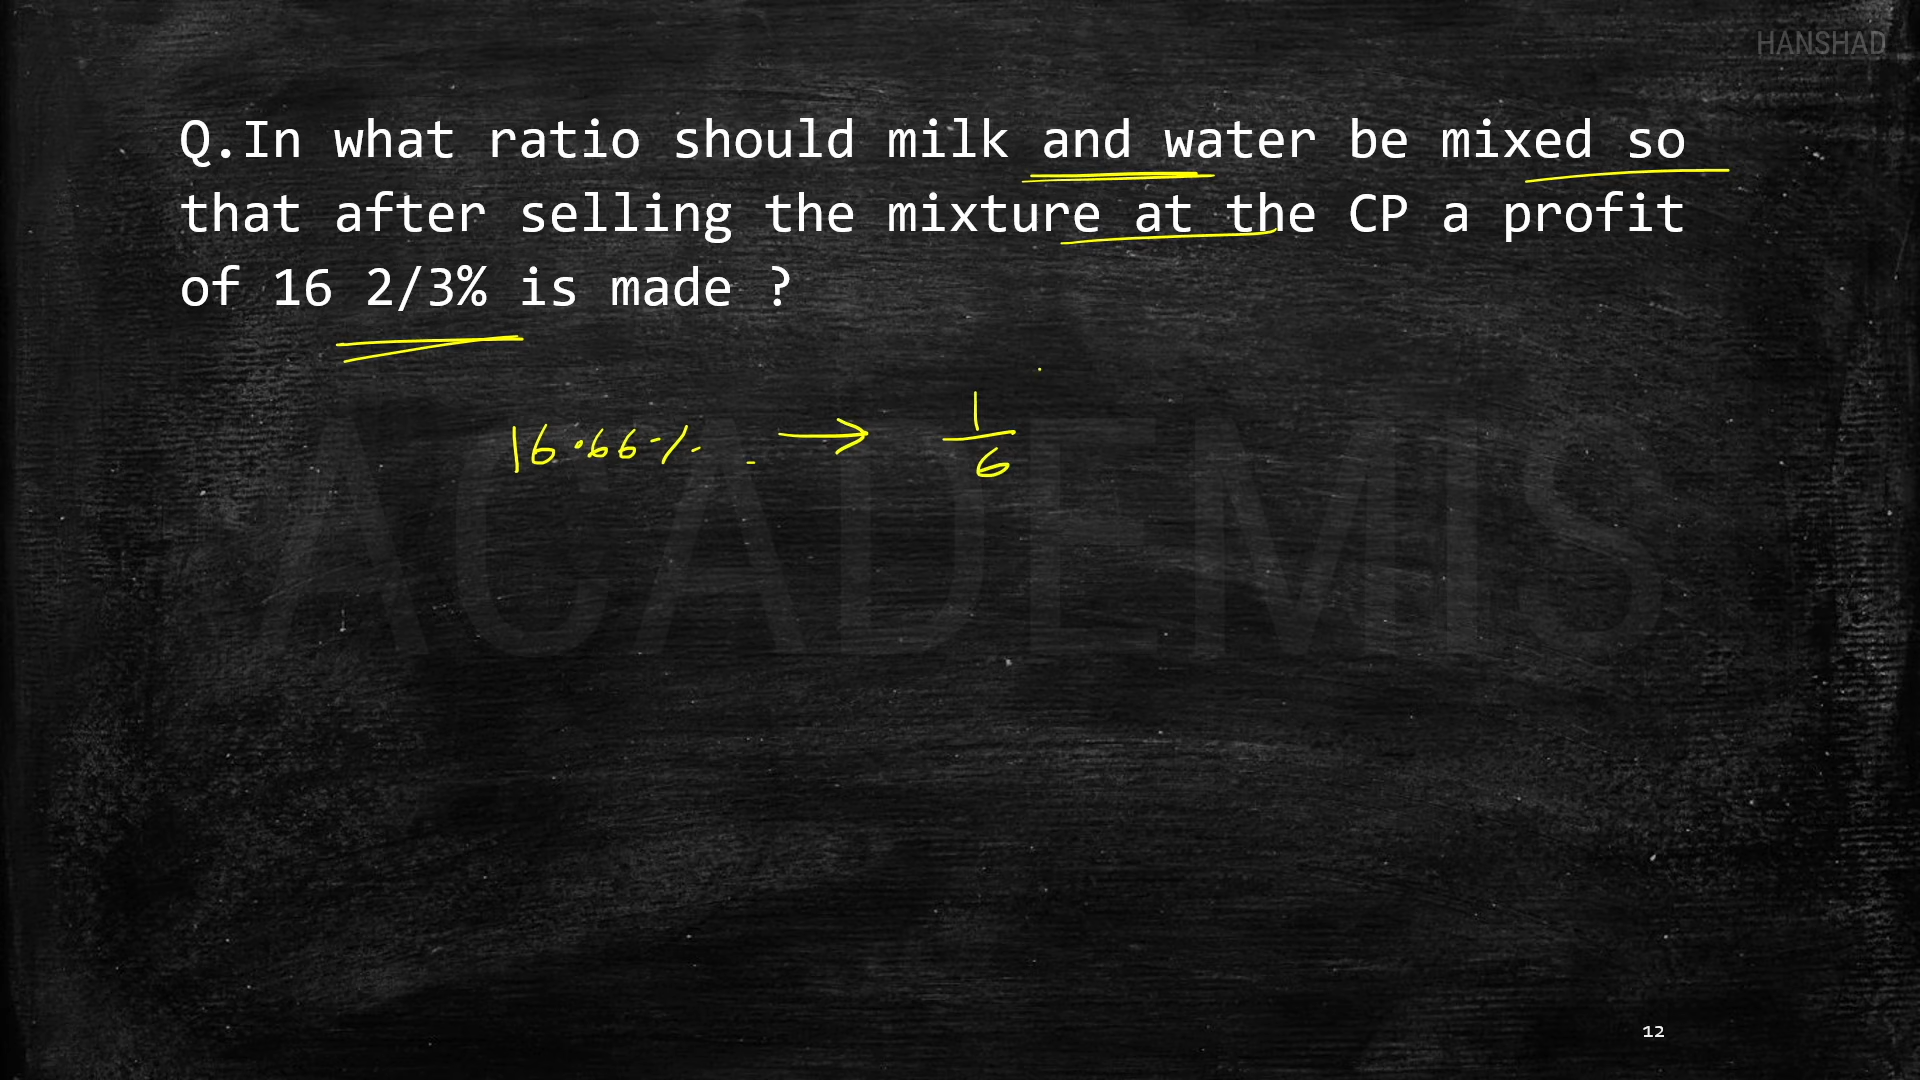 HANSHAD
Q.In what ratio should milk and water be mixed so
that after selling the mixture at the CP a profit
of 16 2/3% is made ?
16.66% → 1/6
ACADEMIS
12